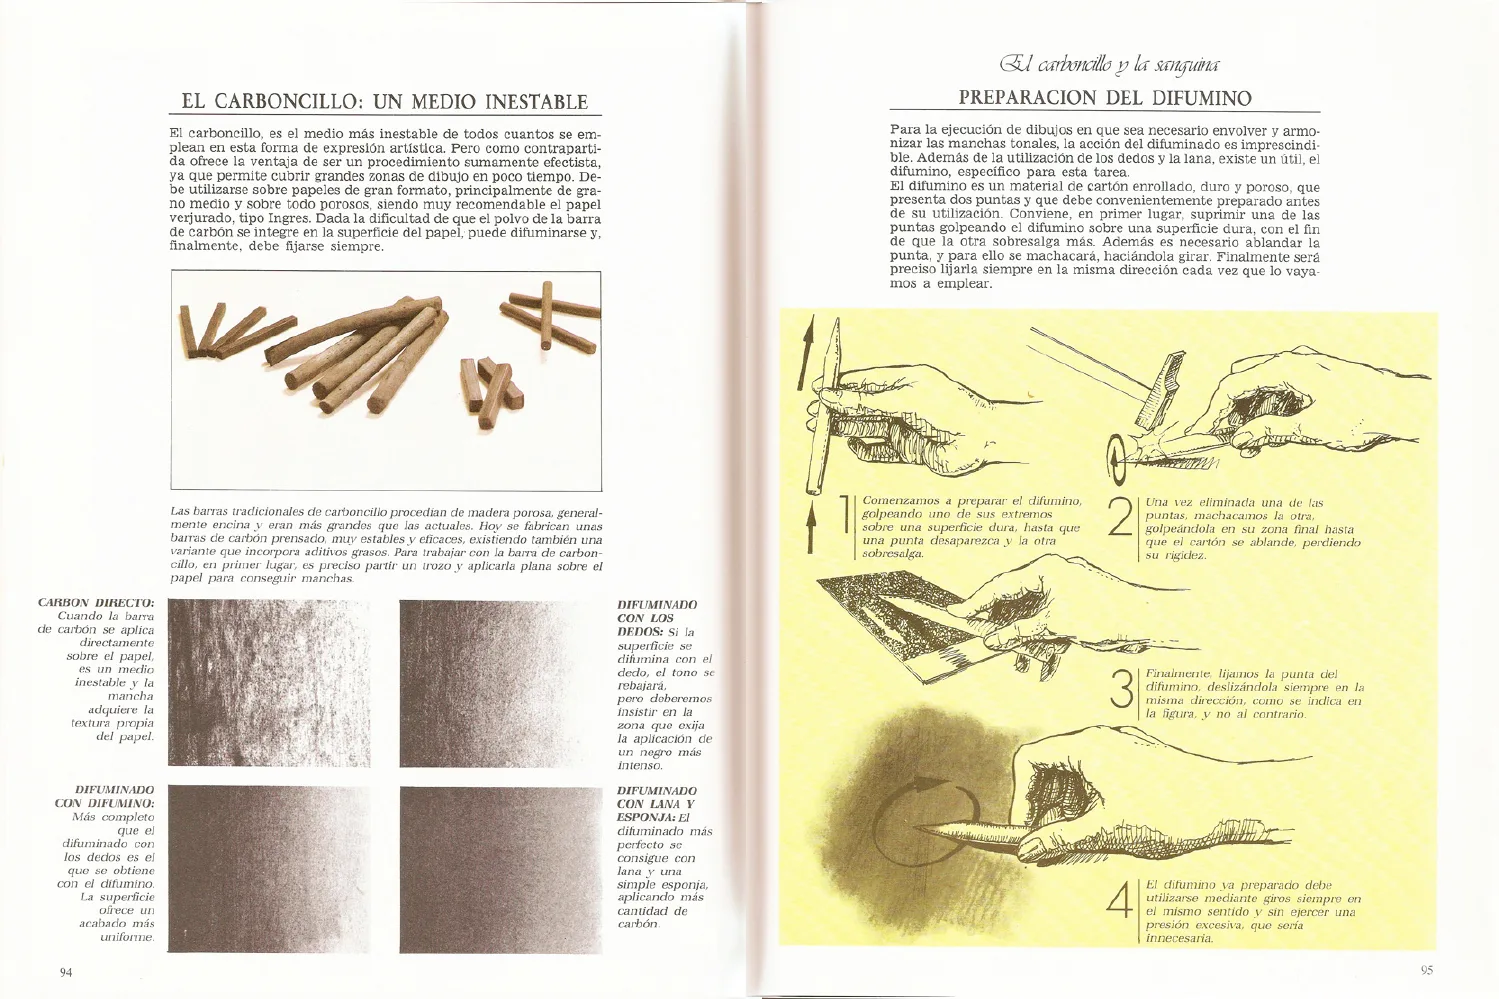 EL CARBONCILLO: UN MEDIO INESTABLE
El carboncillo, es el medio más inestable de todos cuantos se em-
plean en esta forma de expresión artística. Pero como contraparti-
da ofrece la ventaja de ser un procedimiento sumamente efectista,
ya que permite cubrir grandes zonas de dibujo en poco tiempo. De-
be utilizarse sobre papeles de gran formato, principalmente de gra-
no medio y sobre todo porosos, siendo muy recomendable el papel
verjurado, tipo Ingres. Dada la dificultad de que el polvo de la barra
de carbón se integre en la superficie del papel, puede difuminarse y,
finalmente, debe fijarse siempre.
Las barras tradicionales de carboncillo procedían de madera porosa, general-
mente encina y eran más grandes que las actuales. Hoy se fabrican unas
barras de carbón prensado, muy estables y eficaces, existiendo también una
variante que incorpora aditivos grasos. Para trabajar con la barra de carbon-
cillo, en primer lugar, es preciso partir un trozo y aplicarla plana sobre el
papel para conseguir manchas.
CARBON DIRECTO:
Cuando la barra
de carbón se aplica
directamente
sobre el papel,
es un medio
inestable y la
mancha
adquiere la
textura propia
del papel.
DIFUMINADO
CON LOS
DEDOS: Si la
superficie se
difumina con el
dedo, el tono se
rebajará,
pero deberemos
insistir en la
zona que exija
la aplicación de
un negro más
intenso.
DIFUMINADO
CON DIFUMINO:
Más completo
que el
difuminado con
los dedos es el
que se obtiene
con el difumino.
La superficie
ofrece un
acabado más
uniforme.
DIFUMINADO
CON LANA Y
ESPONJA: El
difuminado más
perfecto se
consigue con
lana y una
simple esponja,
aplicando más
cantidad de
carbón.
94
El carboncillo y la sanguina
PREPARACION DEL DIFUMINO
Para la ejecución de dibujos en que sea necesario envolver y armo-
nizar las manchas tonales, la acción del difuminado es imprescindi-
ble. Además de la utilización de los dedos y la lana, existe un útil, el
difumino, específico para esta tarea.
El difumino es un material de cartón enrollado, duro y poroso, que
presenta dos puntas y que debe convenientemente preparado antes
de su utilización. Conviene, en primer lugar, suprimir una de las
puntas golpeando el difumino sobre una superficie dura, con el fin
de que la otra sobresalga más. Además es necesario ablandar la
punta, y para ello se machacará, haciéndola girar. Finalmente será
preciso lijarla siempre en la misma dirección cada vez que lo vaya-
mos a emplear.
1
Comenzamos a preparar el difumino,
golpeando uno de sus extremos
sobre una superficie dura, hasta que
una punta desaparezca y la otra
sobresalga.
2
Una vez eliminada una de las
puntas, machacamos la otra,
golpeándola en su zona final hasta
que el cartón se ablande, perdiendo
su rigidez.
3
Finalmente, lijamos la punta del
difumino, deslizándola siempre en la
misma dirección, como se indica en
la figura, y no al contrario.
4
El difumino ya preparado debe
utilizarse mediante giros siempre en
el mismo sentido y sin ejercer una
presión excesiva, que sería
innecesaria.
95